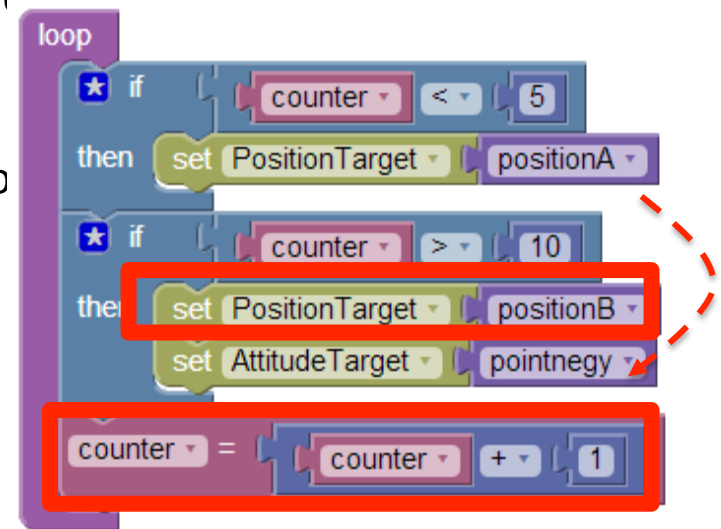 loop
if counter < 5
then set PositionTarget positionA
if counter > 10
then set PositionTarget positionB
set AttitudeTarget pointnegy
counter = counter + 1